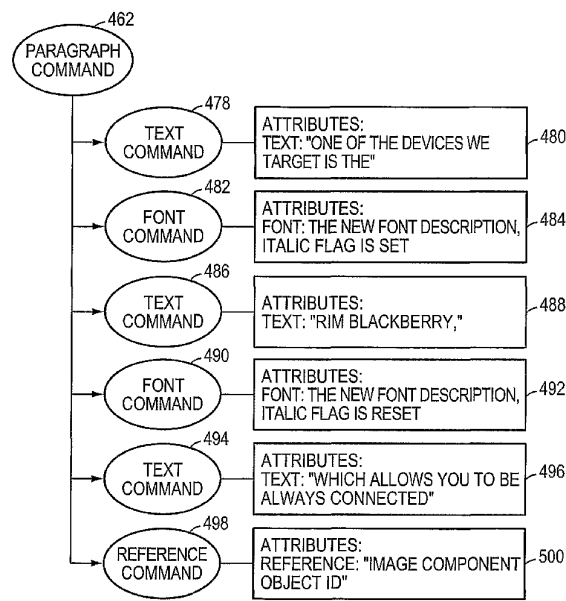 462
PARAGRAPH
COMMAND
478
TEXT
COMMAND
ATTRIBUTES:
TEXT: "ONE OF THE DEVICES WE
TARGET IS THE"
480
482
FONT
COMMAND
ATTRIBUTES:
FONT: THE NEW FONT DESCRIPTION,
ITALIC FLAG IS SET
484
486
TEXT
COMMAND
ATTRIBUTES:
TEXT: "RIM BLACKBERRY,"
488
490
FONT
COMMAND
ATTRIBUTES:
FONT: THE NEW FONT DESCRIPTION,
ITALIC FLAG IS RESET
492
494
TEXT
COMMAND
ATTRIBUTES:
TEXT: "WHICH ALLOWS YOU TO BE
ALWAYS CONNECTED"
496
498
REFERENCE
COMMAND
ATTRIBUTES:
REFERENCE: "IMAGE COMPONENT
OBJECT ID"
500